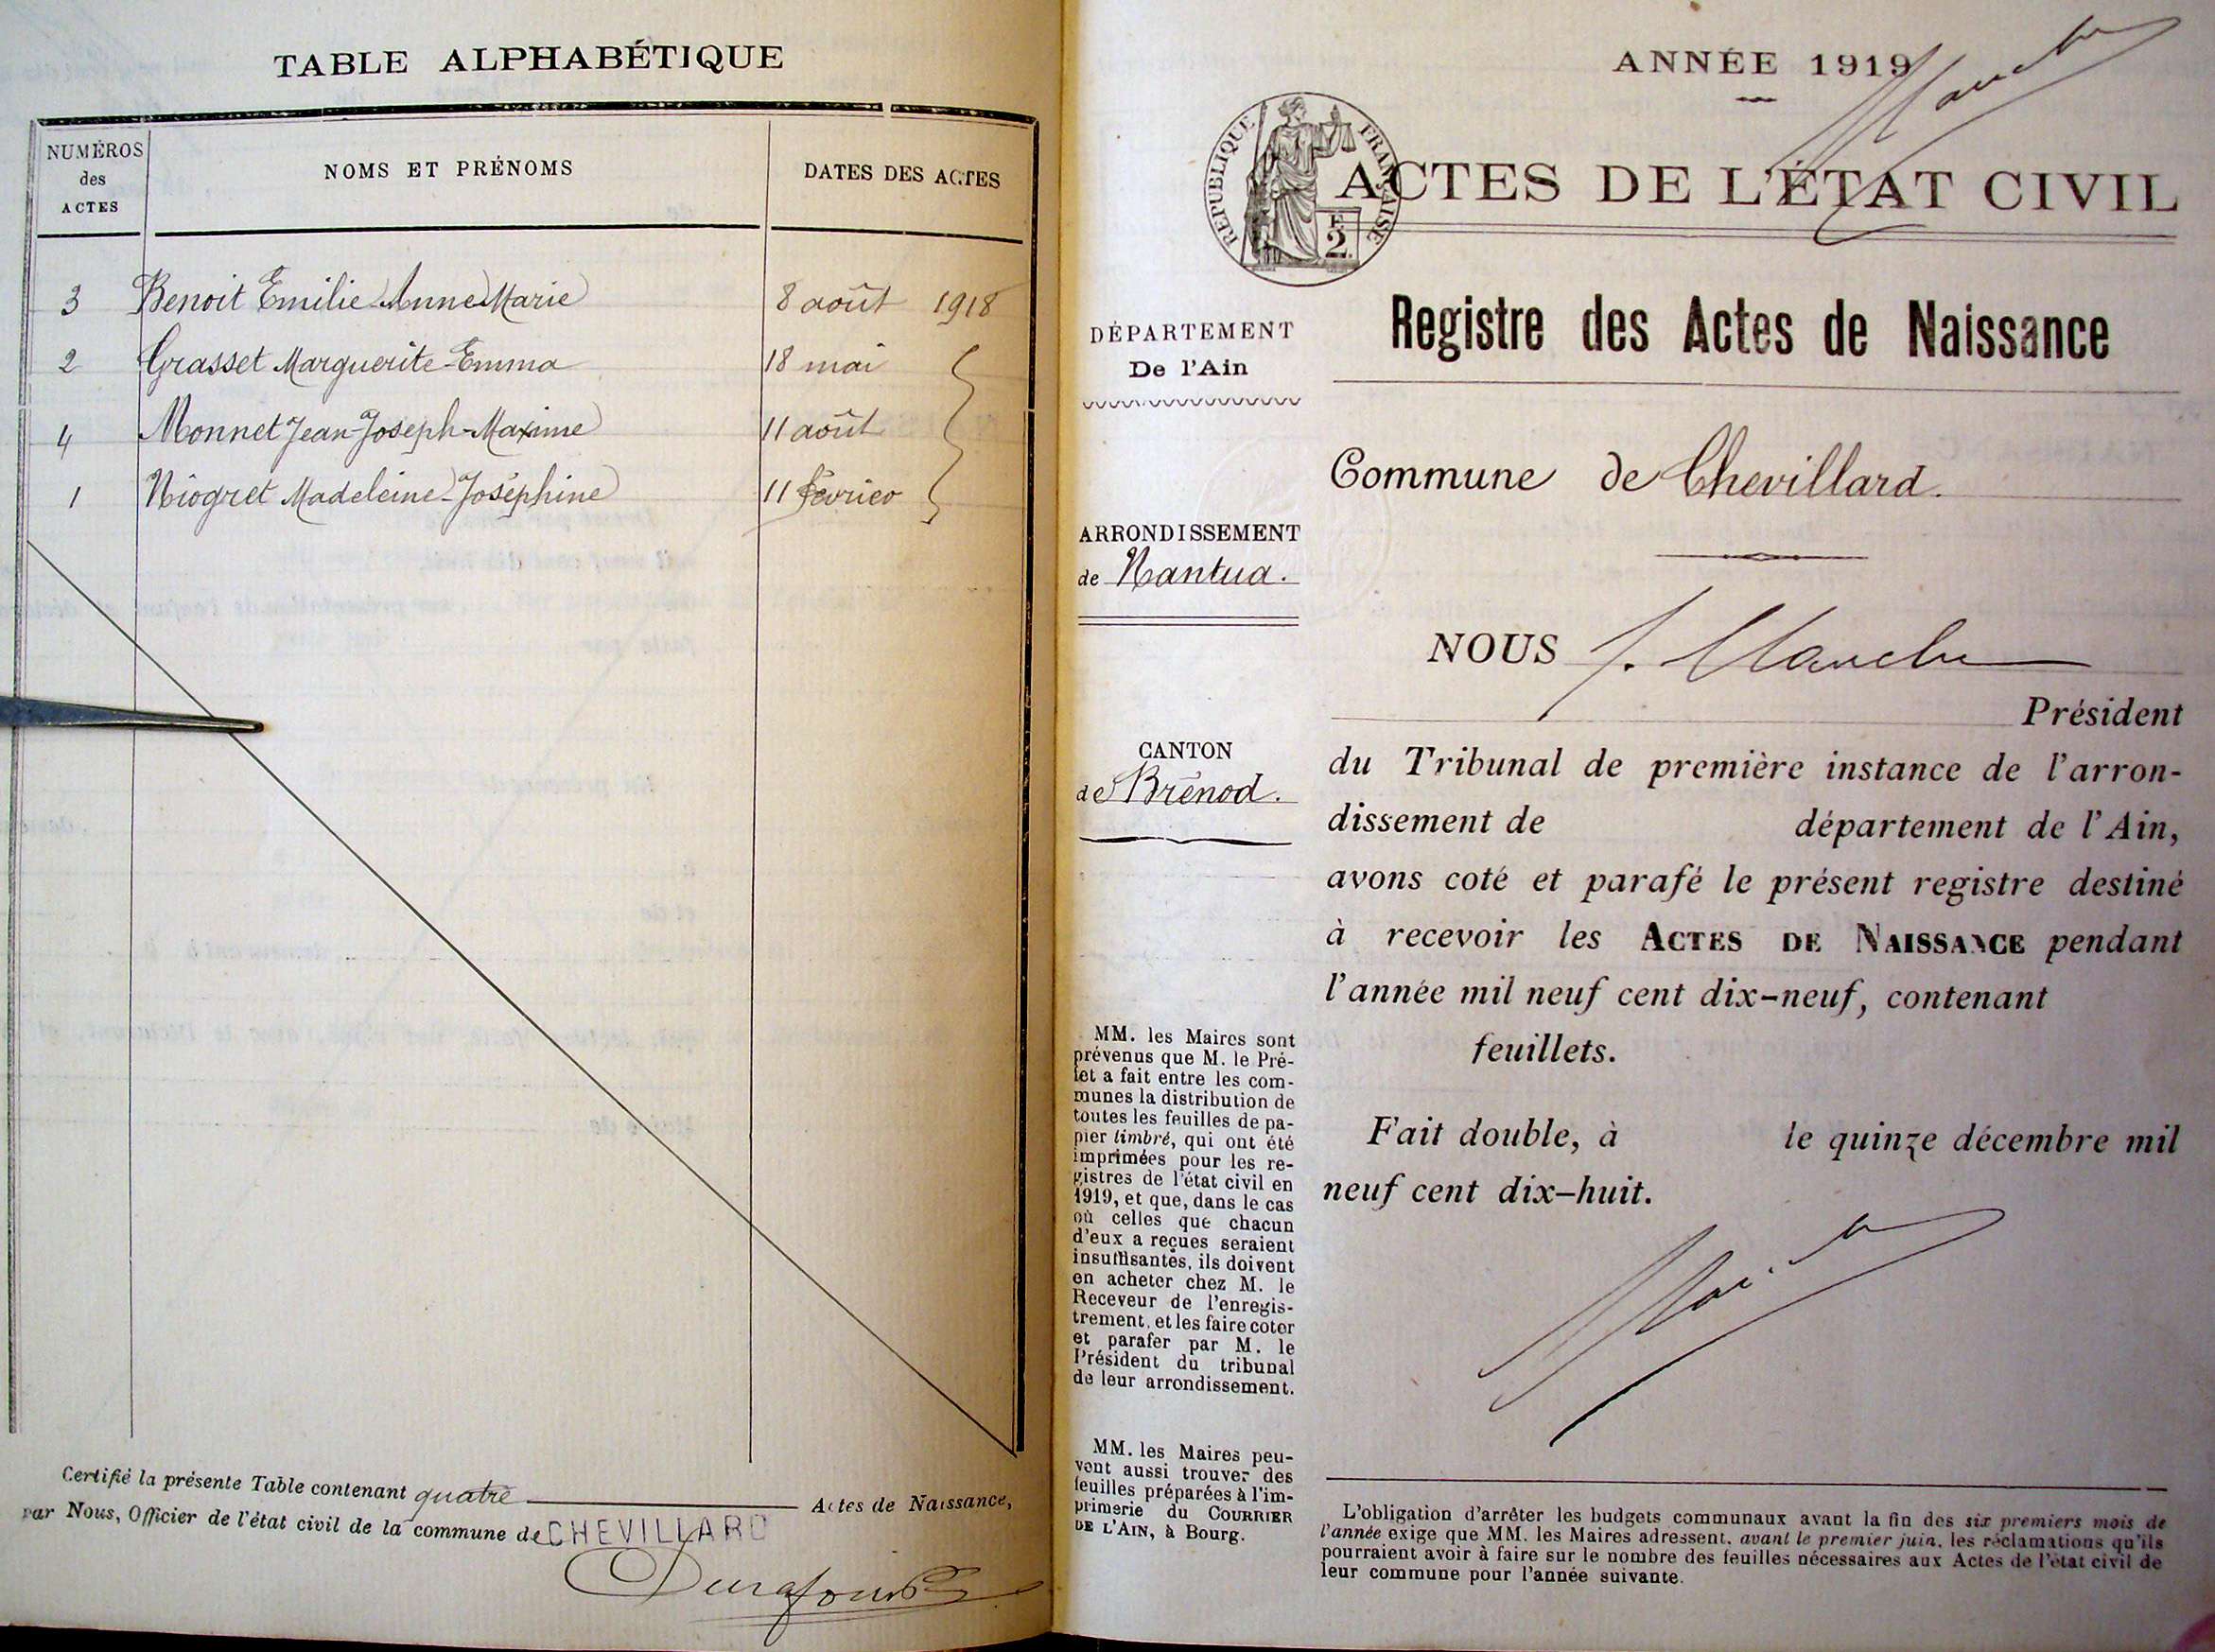 TABLE ALPHABÉTIQUE
NUMÉROS
des
ACTES
NOMS ET PRÉNOMS
DATES DES ACTES
3 Benoit Emilie Anne Marie 8 août 1918
2 Grasset Marguerite-Emma 18 mai
4 Monnet Jean-Joseph-Maxime 11 août
1 Niogret Madeleine-Joséphine 11 février
Certifié la présente Table contenant quatre Actes de Naissance,
par Nous, Officier de l'état civil de la commune de CHEVILLARD
ANNÉE 1919
RÉPUBLIQUE FRANÇAISE
2
ACTES DE L'ÉTAT CIVIL
Registre des Actes de Naissance
DÉPARTEMENT
De l'Ain
Commune de Chevillard.
ARRONDISSEMENT
de Nantua.
NOUS
Président
CANTON
de Brénod.
du Tribunal de première instance de l'arron-
dissement de département de l'Ain,
avons coté et parafé le présent registre destiné
à recevoir les ACTES DE NAISSANCE pendant
l'année mil neuf cent dix-neuf, contenant
feuillets.
Fait double, à le quinze décembre mil
neuf cent dix-huit.
MM. les Maires sont
prévenus que M. le Pré-
fet a fait entre les com-
munes la distribution de
toutes les feuilles de pa-
pier timbré, qui ont été
imprimées pour les re-
gistres de l'état civil en
1919, et que, dans le cas
où celles que chacun
d'eux a reçues seraient
insuffisantes, ils doivent
en acheter chez M. le
Receveur de l'enregis-
trement, et les faire coter
et parafer par M. le
Président du tribunal
de leur arrondissement.
MM. les Maires peu-
vent aussi trouver des
feuilles préparées à l'im-
primerie du COURRIER
DE L'AIN, à Bourg.
L'obligation d'arrêter les budgets communaux avant la fin des six premiers mois de
l'année exige que MM. les Maires adressent, avant le premier juin, les réclamations qu'ils
pourraient avoir à faire sur le nombre des feuilles nécessaires aux Actes de l'état civil de
leur commune pour l'année suivante.